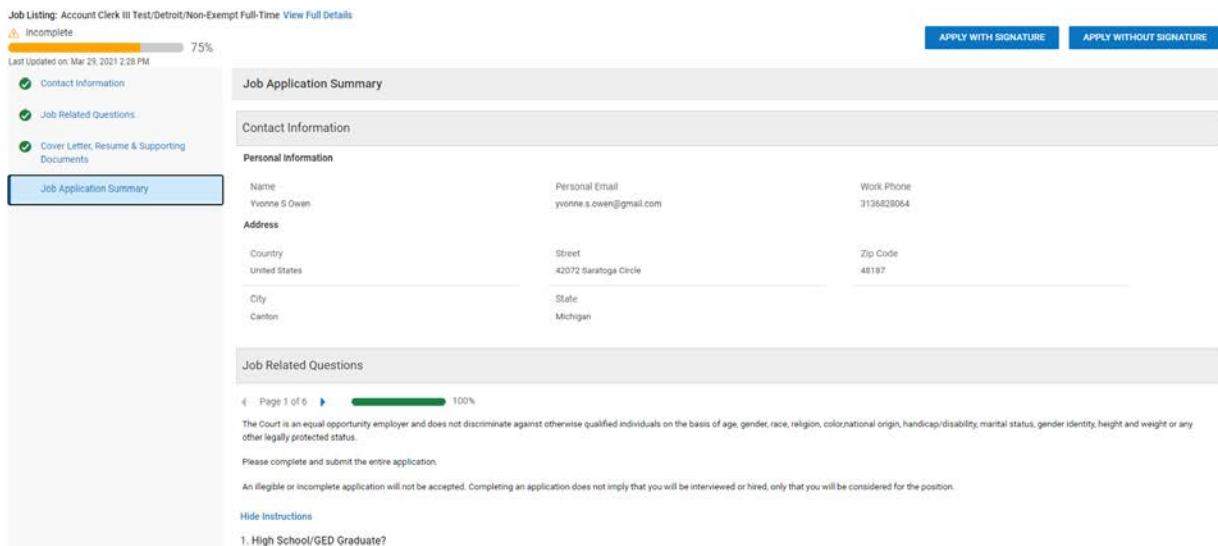 Job Listing: Account Clerk III Test/Detroit/Non-Exempt Full-Time View Full Details
Incomplete
75%
Last Updated on: Mar 29, 2021 2:28 PM
APPLY WITH SIGNATURE
APPLY WITHOUT SIGNATURE
Contact Information
Job Related Questions
Cover Letter, Resume & Supporting
Documents
Job Application Summary
Job Application Summary
Contact Information
Personal Information
Name
Personal Email
Work Phone
Yvonne S Owen
yvonne.s.owen@gmail.com
3136828064
Address
Country
Street
Zip Code
United States
42072 Saratoga Circle
48187
City
State
Canton
Michigan
Job Related Questions
Page 1 of 6
100%
The Court is an equal opportunity employer and does not discriminate against otherwise qualified individuals on the basis of age, gender, race, religion, color,national origin, handicap/disability, marital status, gender identity, height and weight or any
other legally protected status.
Please complete and submit the entire application.
An illegible or incomplete application will not be accepted. Completing an application does not imply that you will be interviewed or hired, only that you will be considered for the position.
Hide Instructions
1. High School/GED Graduate?